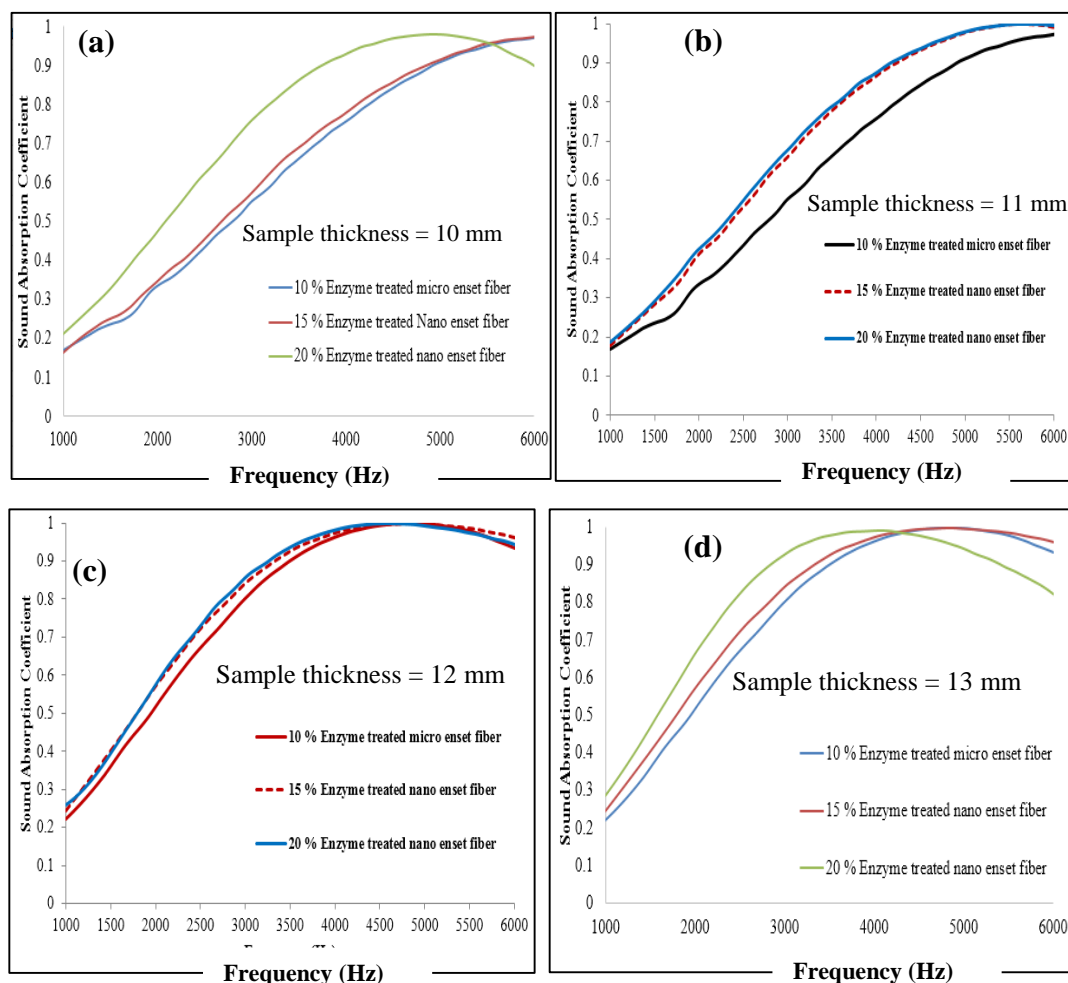 (a)
1
0.9
0.8
0.7
0.6
0.5
0.4
0.3
0.2
0.1
0
Sound Absorption Coefficient
Sample thickness = 10 mm
10 % Enzyme treated micro enset fiber
15 % Enzyme treated Nano enset fiber
20 % Enzyme treated nano enset fiber
1000 2000 3000 4000 5000 6000
Frequency (Hz)
(b)
1
0.9
0.8
0.7
0.6
0.5
0.4
0.3
0.2
0.1
0
Sound Absorption Coefficient
Sample thickness = 11 mm
10 % Enzyme treated micro enset fiber
15 % Enzyme treated nano enset fiber
20 % Enzyme treated nano enset fiber
1000 1500 2000 2500 3000 3500 4000 4500 5000 5500 6000
Frequency (Hz)
(c)
1
0.9
0.8
0.7
0.6
0.5
0.4
0.3
0.2
0.1
0
Sound Absorption Coefficient
Sample thickness = 12 mm
10 % Enzyme treated micro enset fiber
15 % Enzyme treated nano enset fiber
20 % Enzyme treated nano enset fiber
1000 1500 2000 2500 3000 3500 4000 4500 5000 5500 6000
Frequency (Hz)
(d)
1
0.9
0.8
0.7
0.6
0.5
0.4
0.3
0.2
0.1
0
Sound Absorption Coefficient
Sample thickness = 13 mm
10 % Enzyme treated micro enset fiber
15 % Enzyme treated nano enset fiber
20 % Enzyme treated nano enset fiber
1000 2000 3000 4000 5000 6000
Frequency (Hz)